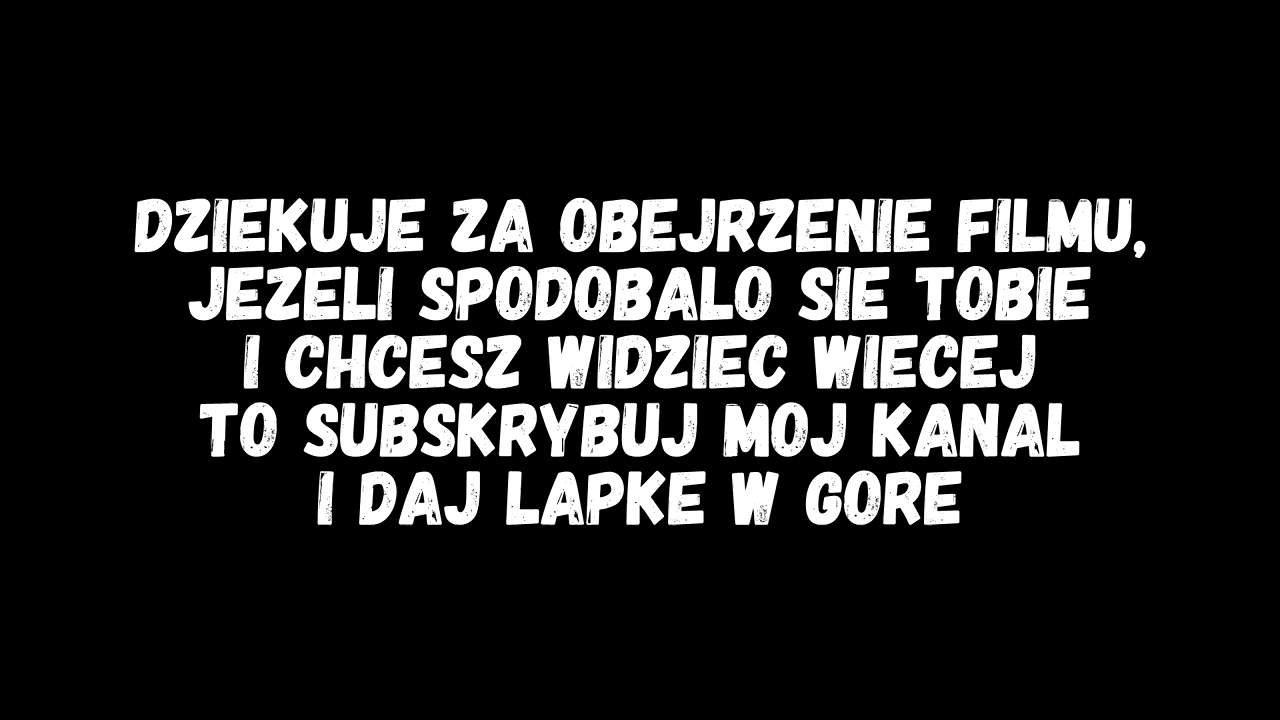 DZIEKUJE ZA OBEJRZENIE FILMU,
JEZELI SPODOBALO SIE TOBIE
I CHCESZ WIDZIEC WIECEJ
TO SUBSKRYBUJ MOJ KANAL
I DAJ LAPKE W GORE